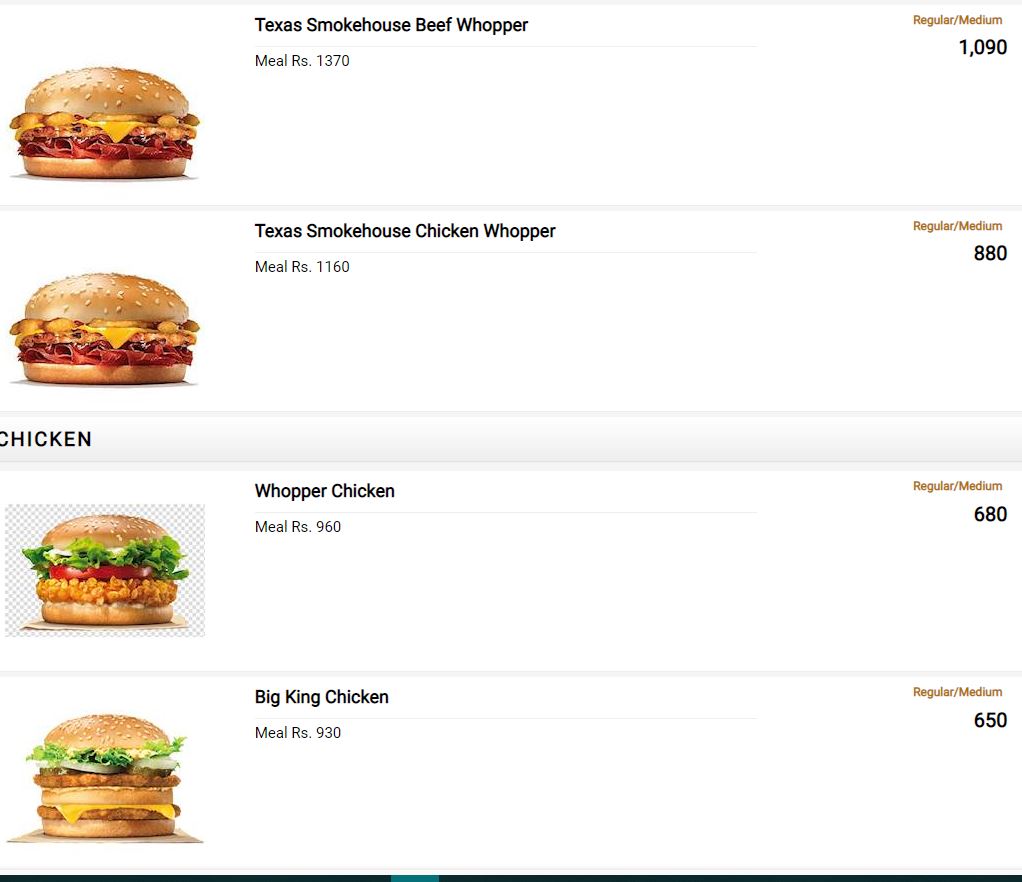 Texas Smokehouse Beef Whopper
Regular/Medium
Meal Rs. 1370
1,090
Texas Smokehouse Chicken Whopper
Regular/Medium
Meal Rs. 1160
880
CHICKEN
Whopper Chicken
Regular/Medium
Meal Rs. 960
680
Big King Chicken
Regular/Medium
Meal Rs. 930
650